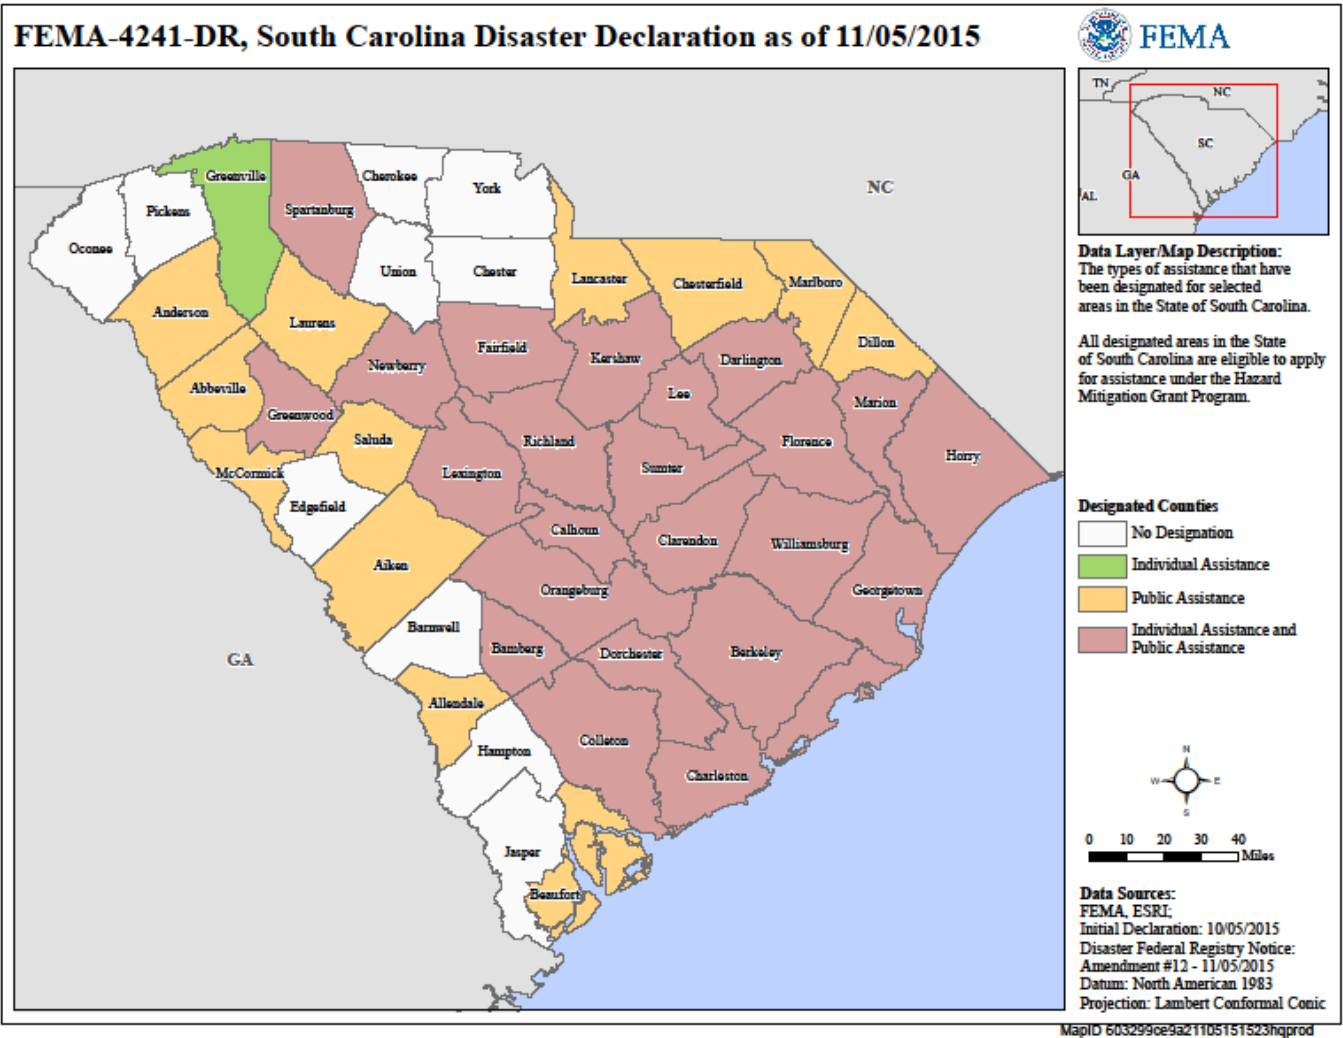 FEMA-4241-DR, South Carolina Disaster Declaration as of 11/05/2015
FEMA
TN
NC
SC
GA
AL
Data Layer/Map Description:
The types of assistance that have
been designated for selected
areas in the State of South Carolina.
All designated areas in the State
of South Carolina are eligible to apply
for assistance under the Hazard
Mitigation Grant Program.
Designated Counties
No Designation
Individual Assistance
Public Assistance
Individual Assistance and
Public Assistance
N
W
E
S
0 10 20 30 40
Miles
Data Sources:
FEMA, ESRI;
Initial Declaration: 10/05/2015
Disaster Federal Registry Notice:
Amendment #12 - 11/05/2015
Datum: North American 1983
Projection: Lambert Conformal Conic
MapID 603299ce9a21105151523hqprod
NC
GA
Greenville
Cherokee
York
Spartanburg
Pickens
Oconee
Union
Chester
Lancaster
Chesterfield
Marlboro
Anderson
Laurens
Dillon
Fairfield
Kershaw
Darlington
Newberry
Abbeville
Lee
Marion
Greenwood
Saluda
Richland
Florence
Horry
McCormick
Lexington
Sumter
Edgefield
Calhoun
Clarendon
Williamsburg
Aiken
Orangeburg
Georgetown
Barnwell
Bamberg
Dorchester
Berkeley
Allendale
Colleton
Hampton
Charleston
Jasper
Beaufort